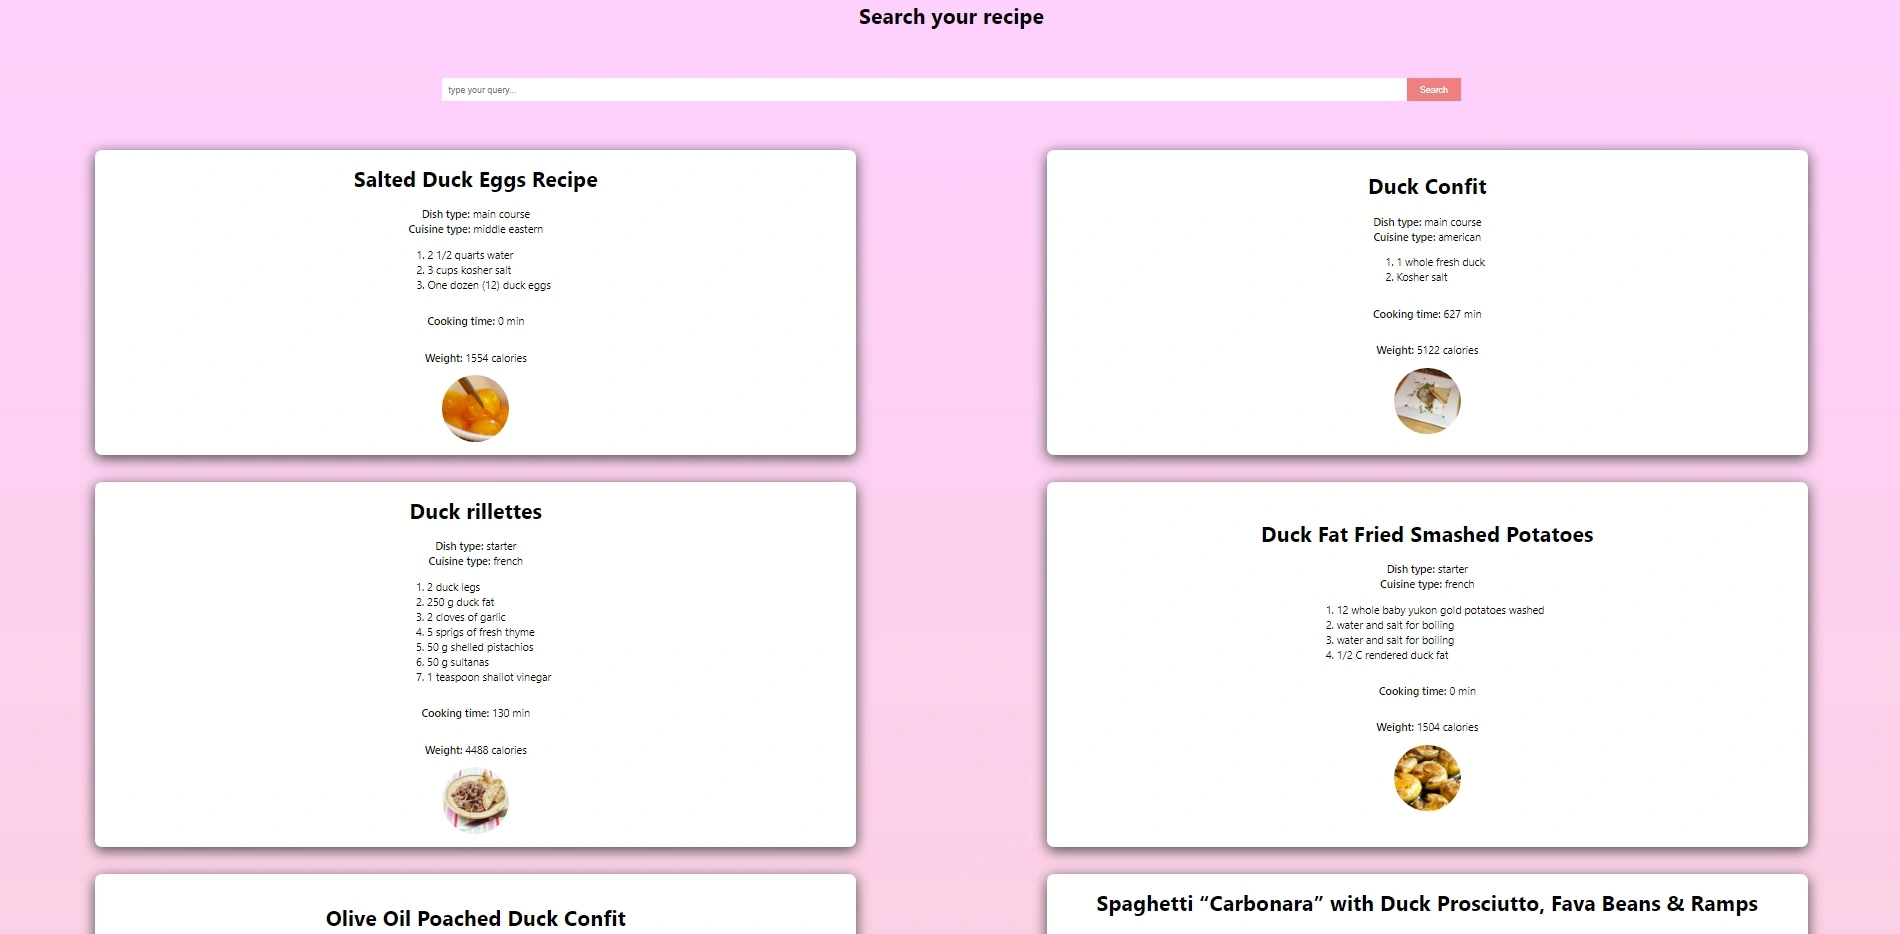 Search your recipe
type your query...
Search
Salted Duck Eggs Recipe
Dish type: main course
Cuisine type: middle eastern
1. 2 1/2 quarts water
2. 3 cups kosher salt
3. One dozen (12) duck eggs
Cooking time: 0 min
Weight: 1554 calories
Duck Confit
Dish type: main course
Cuisine type: american
1. 1 whole fresh duck
2. Kosher salt
Cooking time: 627 min
Weight: 5122 calories
Duck rillettes
Dish type: starter
Cuisine type: french
1. 2 duck legs
2. 250 g duck fat
3. 2 cloves of garlic
4. 5 sprigs of fresh thyme
5. 50 g shelled pistachios
6. 50 g sultanas
7. 1 teaspoon shallot vinegar
Cooking time: 130 min
Weight: 4488 calories
Duck Fat Fried Smashed Potatoes
Dish type: starter
Cuisine type: french
1. 12 whole baby yukon gold potatoes washed
2. water and salt for boiling
3. water and salt for boiling
4. 1/2 C rendered duck fat
Cooking time: 0 min
Weight: 1504 calories
Olive Oil Poached Duck Confit
Spaghetti “Carbonara” with Duck Prosciutto, Fava Beans & Ramps